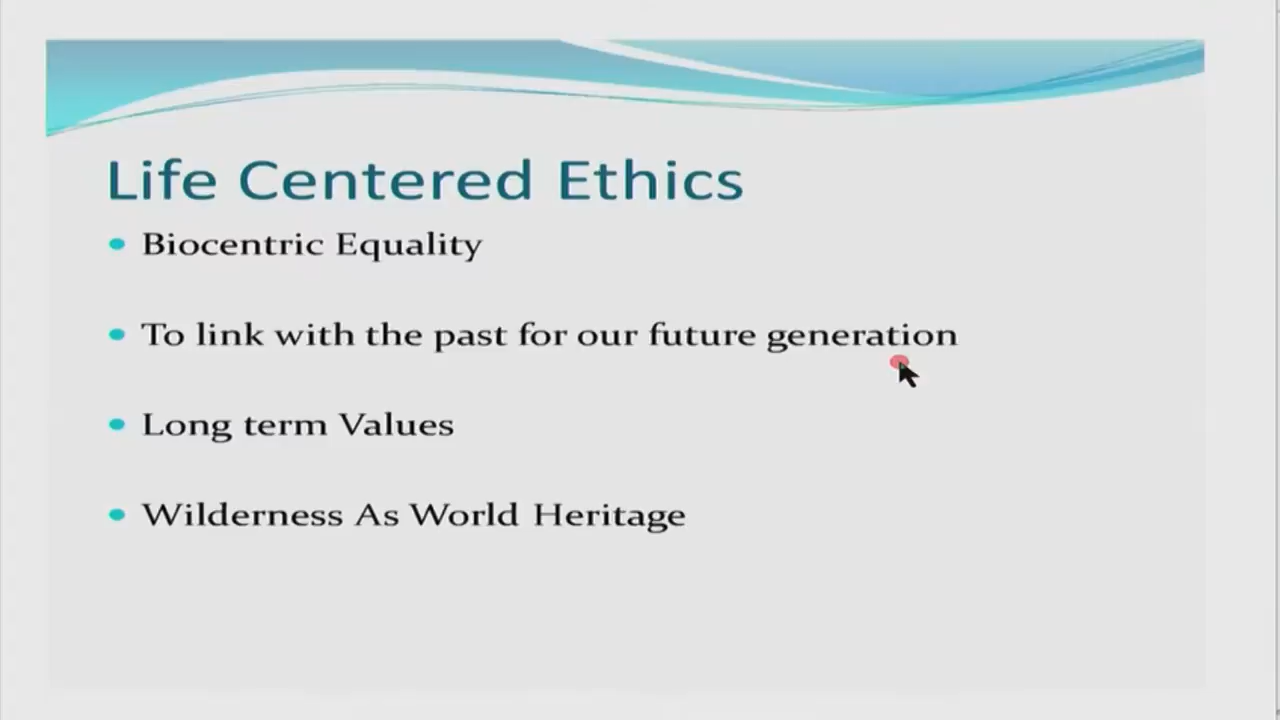 Life Centered Ethics
Biocentric Equality
To link with the past for our future generation
Long term Values
Wilderness As World Heritage